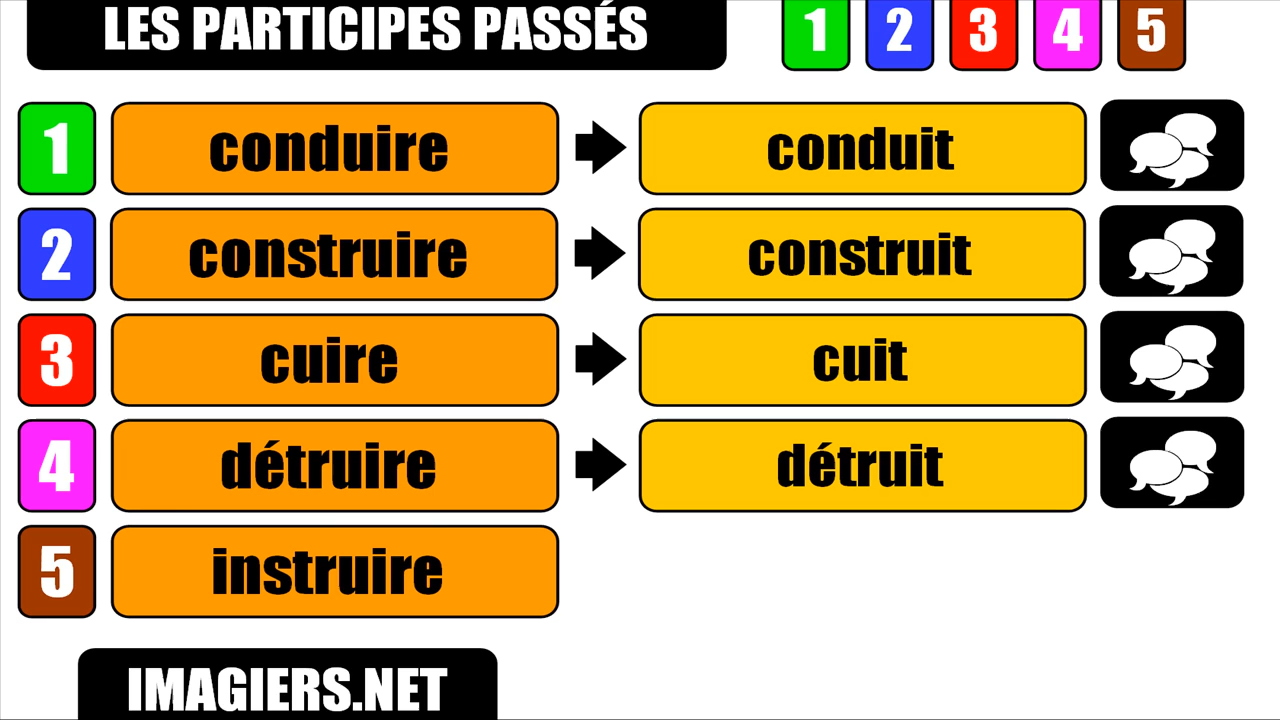 LES PARTICIPES PASSÉS 1 2 3 4 5
1 conduire conduit
2 construire construit
3 cuire cuit
4 détruire détruit
5 instruire
IMAGIERS.NET